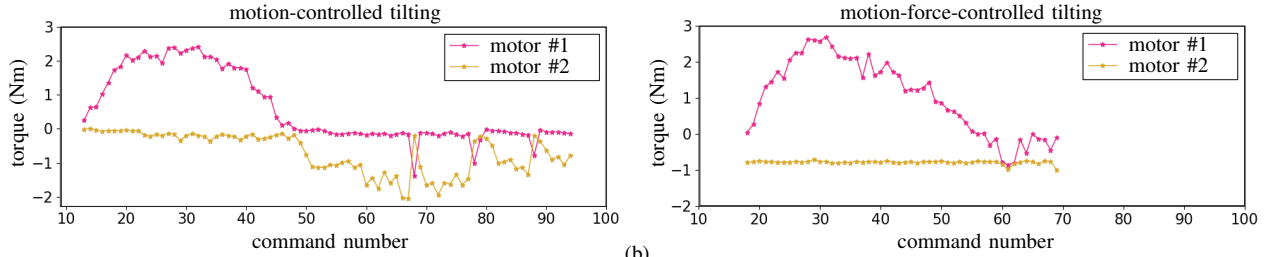 motion-controlled tilting
3
2
1
0
−1
−2
torque (Nm)
motor #1
motor #2
10 20 30 40 50 60 70 80 90 100
command number
motion-force-controlled tilting
3
2
1
0
−1
−2
torque (Nm)
motor #1
motor #2
10 20 30 40 50 60 70 80 90 100
command number
(b)